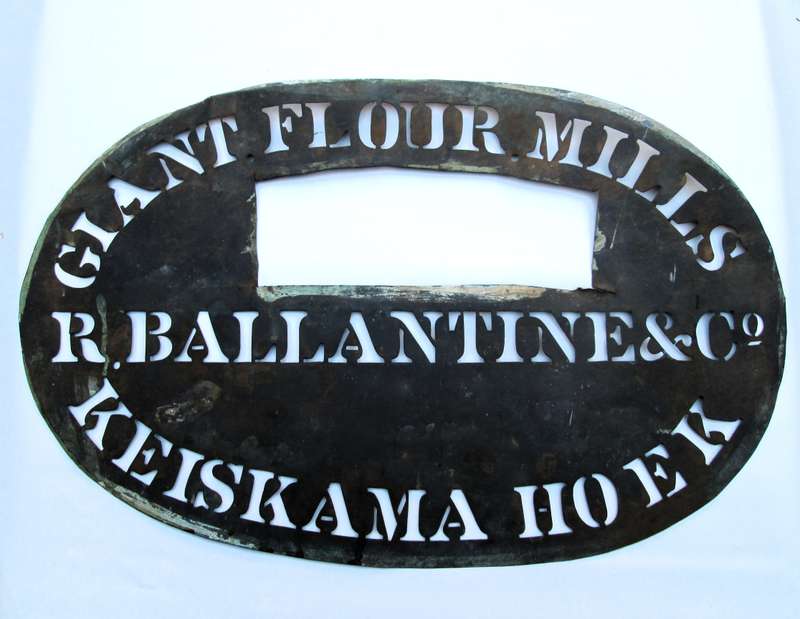 GIANT FLOUR MILLS
R. BALLANTINE & Cº
KEISKAMA HOEK